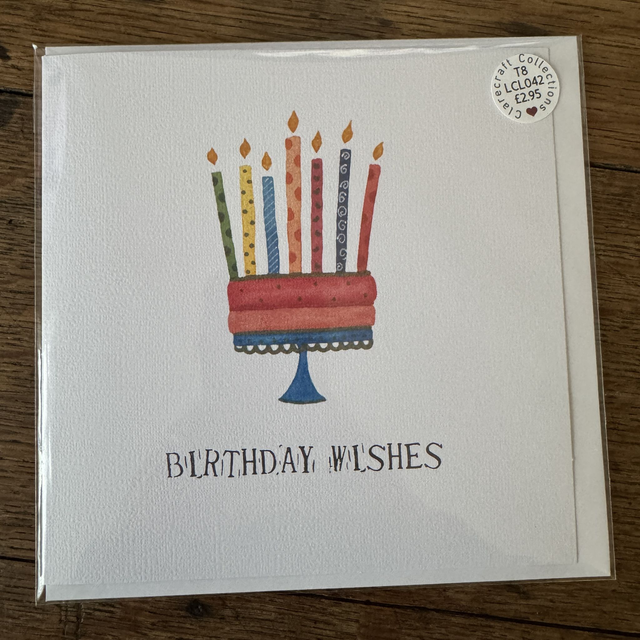 Clarecraft Collections
T8
LCL042
£2.95
BIRTHDAY WISHES